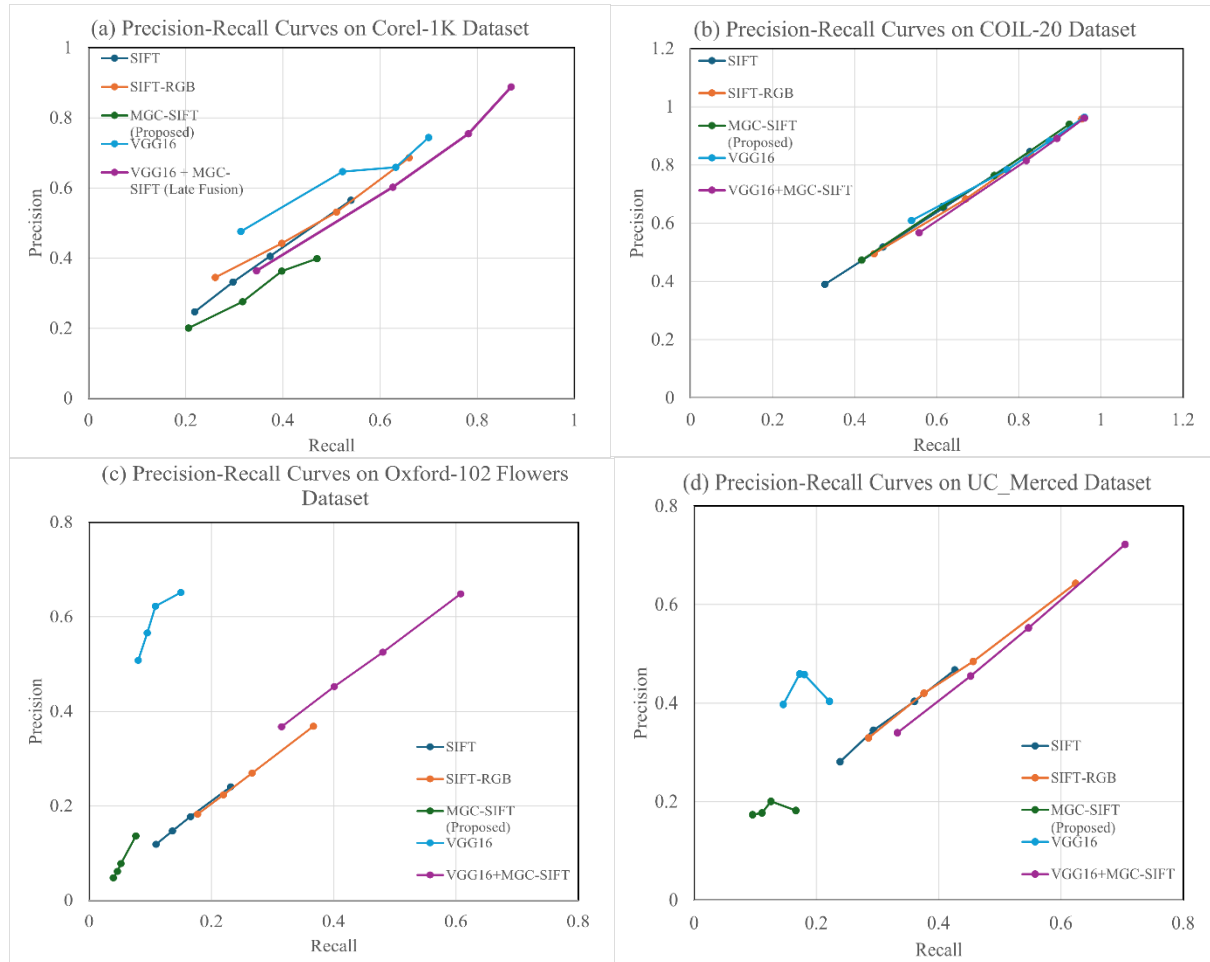 (a) Precision-Recall Curves on Corel-1K Dataset
1
0.8
0.6
0.4
0.2
0
Precision
SIFT
SIFT-RGB
MGC-SIFT
(Proposed)
VGG16
VGG16 + MGC-
SIFT (Late Fusion)
0 0.2 0.4 0.6 0.8 1
Recall
(b) Precision-Recall Curves on COIL-20 Dataset
1.2
1
0.8
0.6
0.4
0.2
0
Precision
SIFT
SIFT-RGB
MGC-SIFT
(Proposed)
VGG16
VGG16+MGC-SIFT
0 0.2 0.4 0.6 0.8 1 1.2
Recall
(c) Precision-Recall Curves on Oxford-102 Flowers
Dataset
0.8
0.6
0.4
0.2
0
Precision
SIFT
SIFT-RGB
MGC-SIFT
(Proposed)
VGG16
VGG16+MGC-SIFT
0 0.2 0.4 0.6 0.8
Recall
(d) Precision-Recall Curves on UC_Merced Dataset
0.8
0.6
0.4
0.2
0
Precision
SIFT
SIFT-RGB
MGC-SIFT
(Proposed)
VGG16
VGG16+MGC-SIFT
0 0.2 0.4 0.6 0.8
Recall